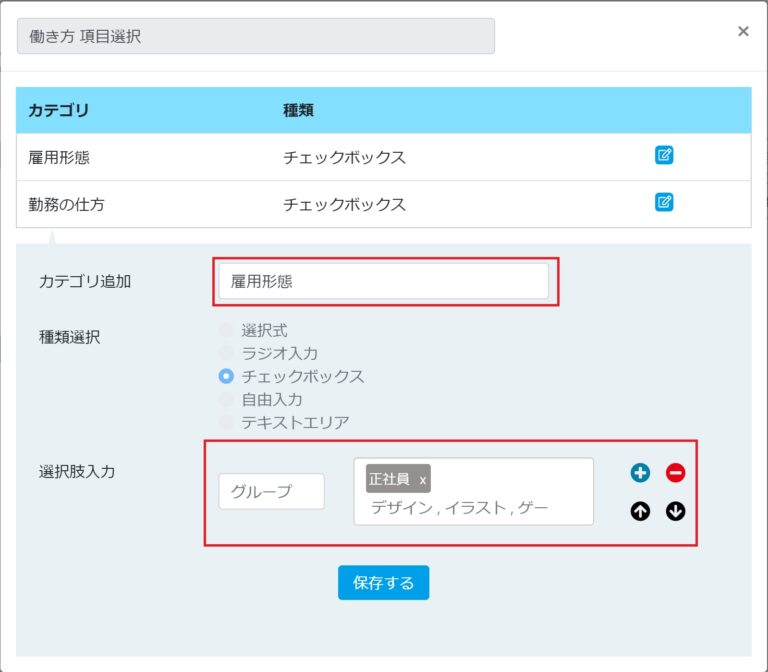 働き方 項目選択
×
カテゴリ 種類
雇用形態 チェックボックス
勤務の仕方 チェックボックス
カテゴリ追加 雇用形態
種類選択 選択式
ラジオ入力
チェックボックス
自由入力
テキストエリア
選択肢入力 グループ 正社員 x
デザイン , イラスト , ゲー
保存する